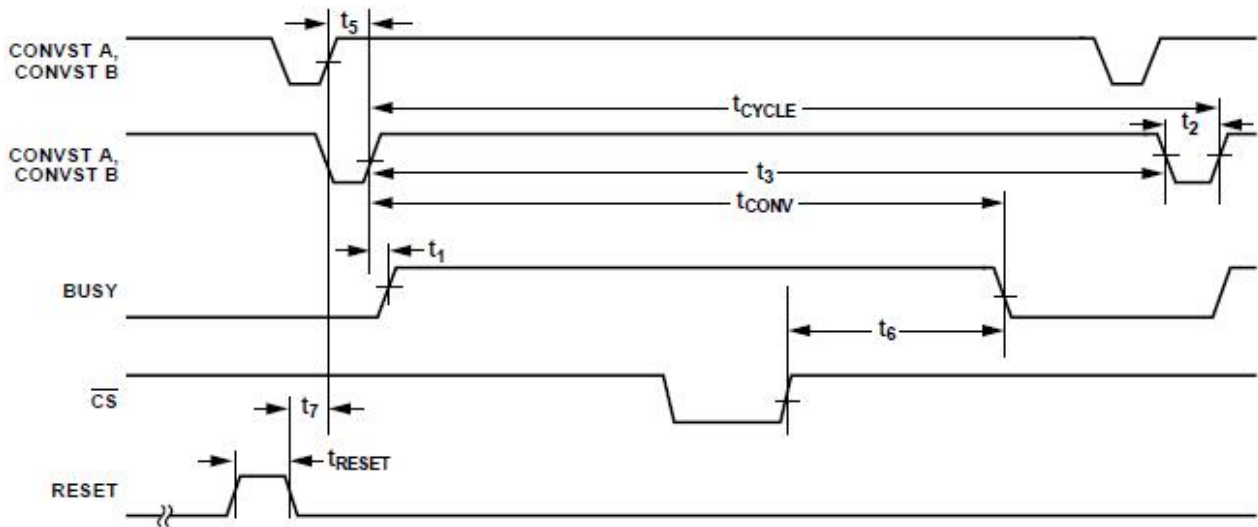 t5
CONVST A,
CONVST B
tCYCLE
t2
CONVST A,
CONVST B
t3
tCONV
t1
BUSY
t6
CS
t7
tRESET
RESET